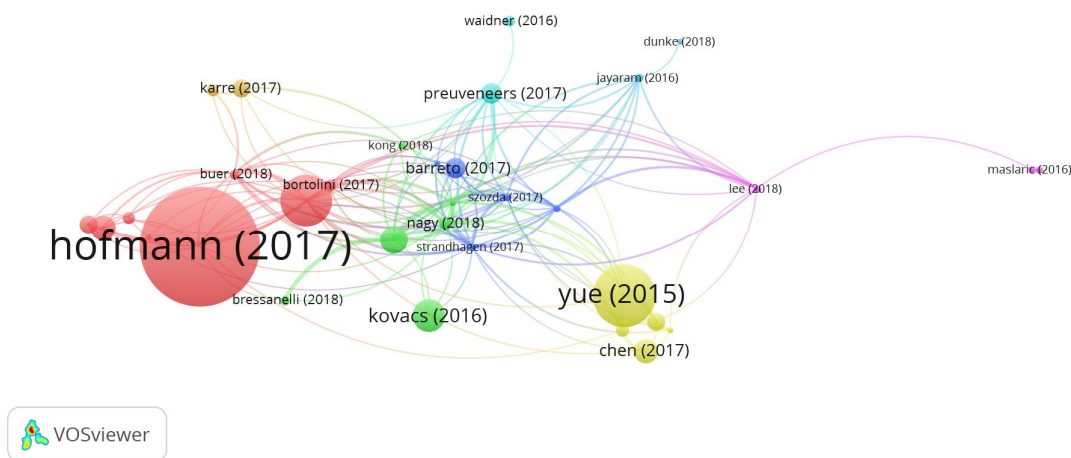 waidner (2016)
dunke (2018)
jayaram (2016)
karre (2017)
preuveneers (2017)
kong (2018)
barreto (2017)
maslaric (2016)
buer (2018)
bortolini (2017)
lee (2018)
szozda (2017)
nagy (2018)
hofmann (2017)
strandhagen (2017)
bressanelli (2018)
yue (2015)
kovacs (2016)
chen (2017)
VOSviewer